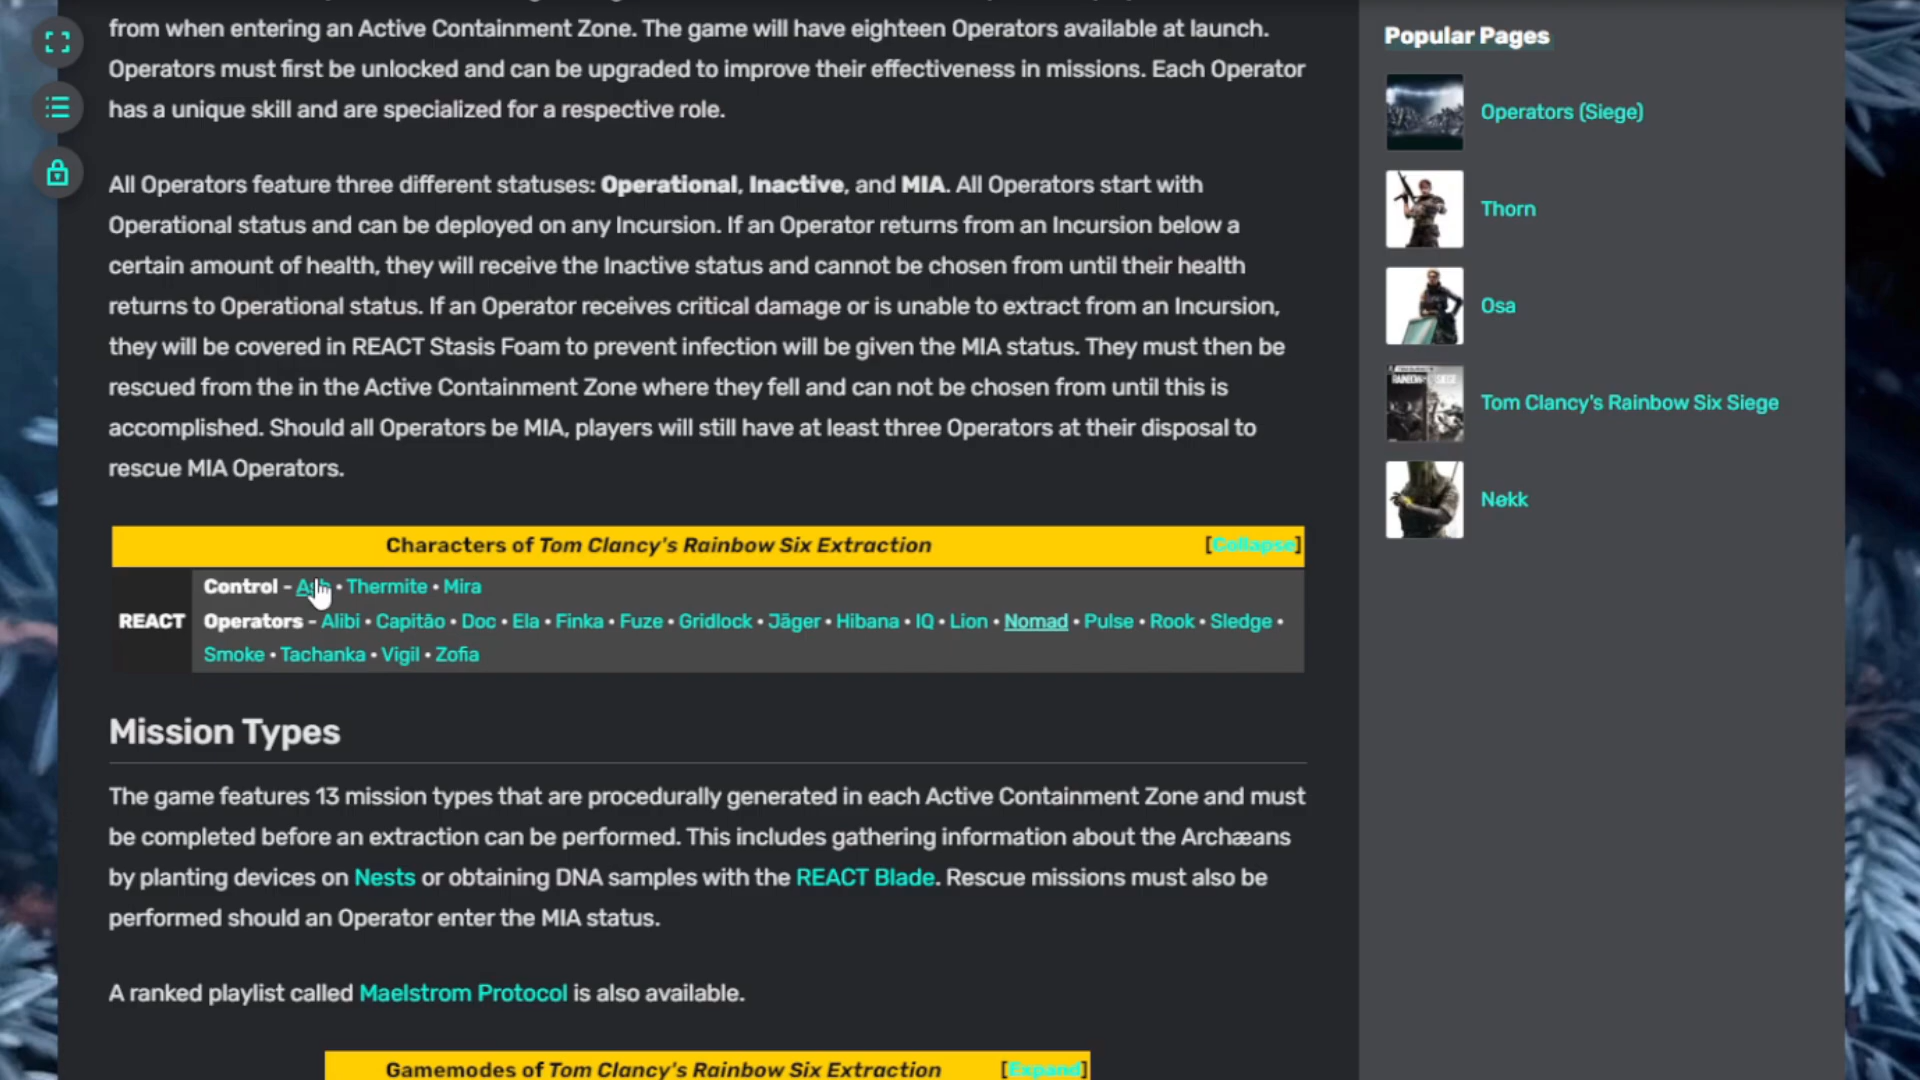 from when entering an Active Containment Zone. The game will have eighteen Operators available at launch.
Operators must first be unlocked and can be upgraded to improve their effectiveness in missions. Each Operator
has a unique skill and are specialized for a respective role.
All Operators feature three different statuses: Operational, Inactive, and MIA. All Operators start with
Operational status and can be deployed on any Incursion. If an Operator returns from an Incursion below a
certain amount of health, they will receive the Inactive status and cannot be chosen from until their health
returns to Operational status. If an Operator receives critical damage or is unable to extract from an Incursion,
they will be covered in REACT Stasis Foam to prevent infection will be given the MIA status. They must then be
rescued from the in the Active Containment Zone where they fell and can not be chosen from until this is
accomplished. Should all Operators be MIA, players will still have at least three Operators at their disposal to
rescue MIA Operators.
Characters of Tom Clancy's Rainbow Six Extraction [Collapse]
REACT
Control - Ash • Thermite • Mira
Operators - Alibi • Capitão • Doc • Ela • Finka • Fuze • Gridlock • Jäger • Hibana • IQ • Lion • Nomad • Pulse • Rook • Sledge •
Smoke • Tachanka • Vigil • Zofia
Mission Types
The game features 13 mission types that are procedurally generated in each Active Containment Zone and must
be completed before an extraction can be performed. This includes gathering information about the Archæans
by planting devices on Nests or obtaining DNA samples with the REACT Blade. Rescue missions must also be
performed should an Operator enter the MIA status.
A ranked playlist called Maelstrom Protocol is also available.
Gamemodes of Tom Clancy's Rainbow Six Extraction [Expand]
Popular Pages
Operators (Siege)
Thorn
Osa
Tom Clancy's Rainbow Six Siege
Nøkk